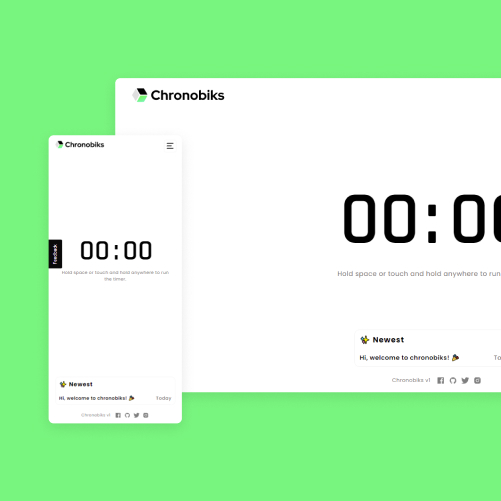 Chronobiks
00:00
Hold space or touch and hold anywhere to run
Newest
Hi, welcome to chronobiks!
Chronobiks v1
Chronobiks
Feedback
00:00
Hold space or touch and hold anywhere to run
the timer.
Newest
Hi, welcome to chronobiks! Today
Chronobiks v1